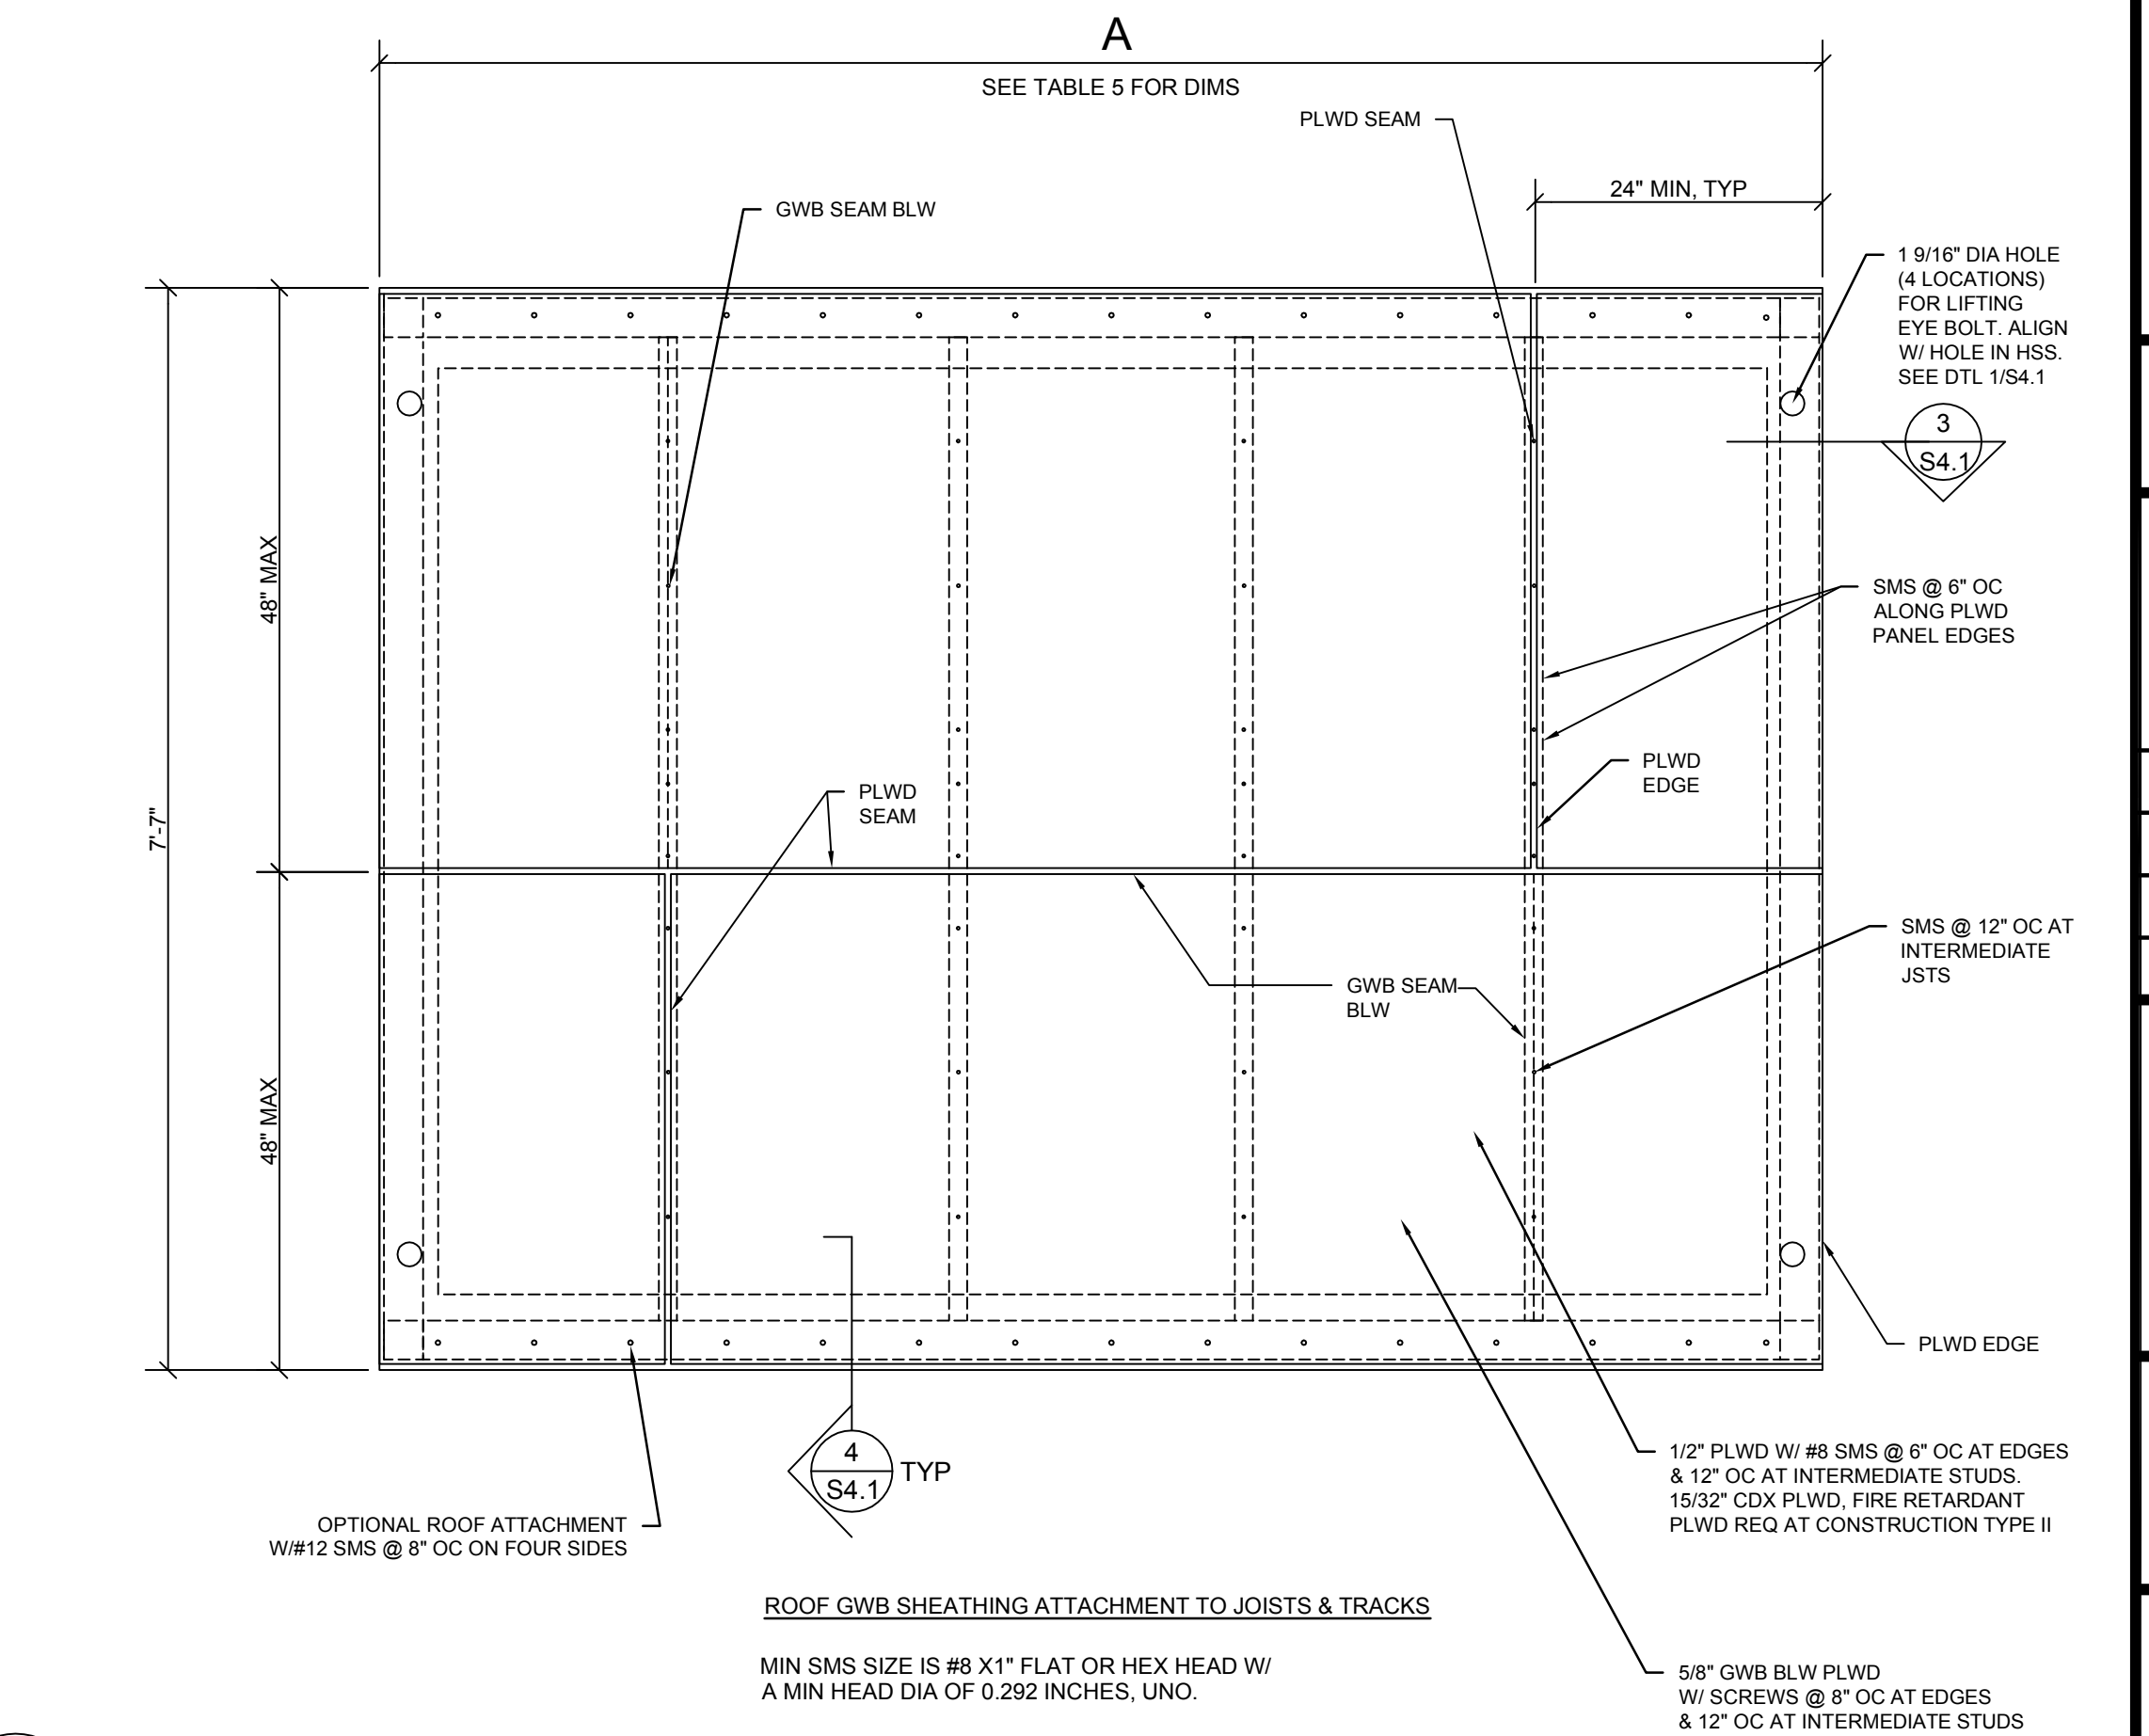 A
SEE TABLE 5 FOR DIMS
PLWD SEAM
24" MIN, TYP
GWB SEAM BLW
1 9/16" DIA HOLE
(4 LOCATIONS)
FOR LIFTING
EYE BOLT. ALIGN
W/ HOLE IN HSS.
SEE DTL 1/S4.1
3
S4.1
48" MAX
SMS @ 6" OC
ALONG PLWD
PANEL EDGES
PLWD
EDGE
PLWD
SEAM
7'-7"
SMS @ 12" OC AT
INTERMEDIATE
JSTS
GWB SEAM
BLW
48" MAX
PLWD EDGE
4
S4.1
TYP
1/2" PLWD W/ #8 SMS @ 6" OC AT EDGES
& 12" OC AT INTERMEDIATE STUDS.
15/32" CDX PLWD, FIRE RETARDANT
PLWD REQ AT CONSTRUCTION TYPE II
OPTIONAL ROOF ATTACHMENT
W/#12 SMS @ 8" OC ON FOUR SIDES
ROOF GWB SHEATHING ATTACHMENT TO JOISTS & TRACKS
MIN SMS SIZE IS #8 X1" FLAT OR HEX HEAD W/
A MIN HEAD DIA OF 0.292 INCHES, UNO.
5/8" GWB BLW PLWD
W/ SCREWS @ 8" OC AT EDGES
& 12" OC AT INTERMEDIATE STUDS